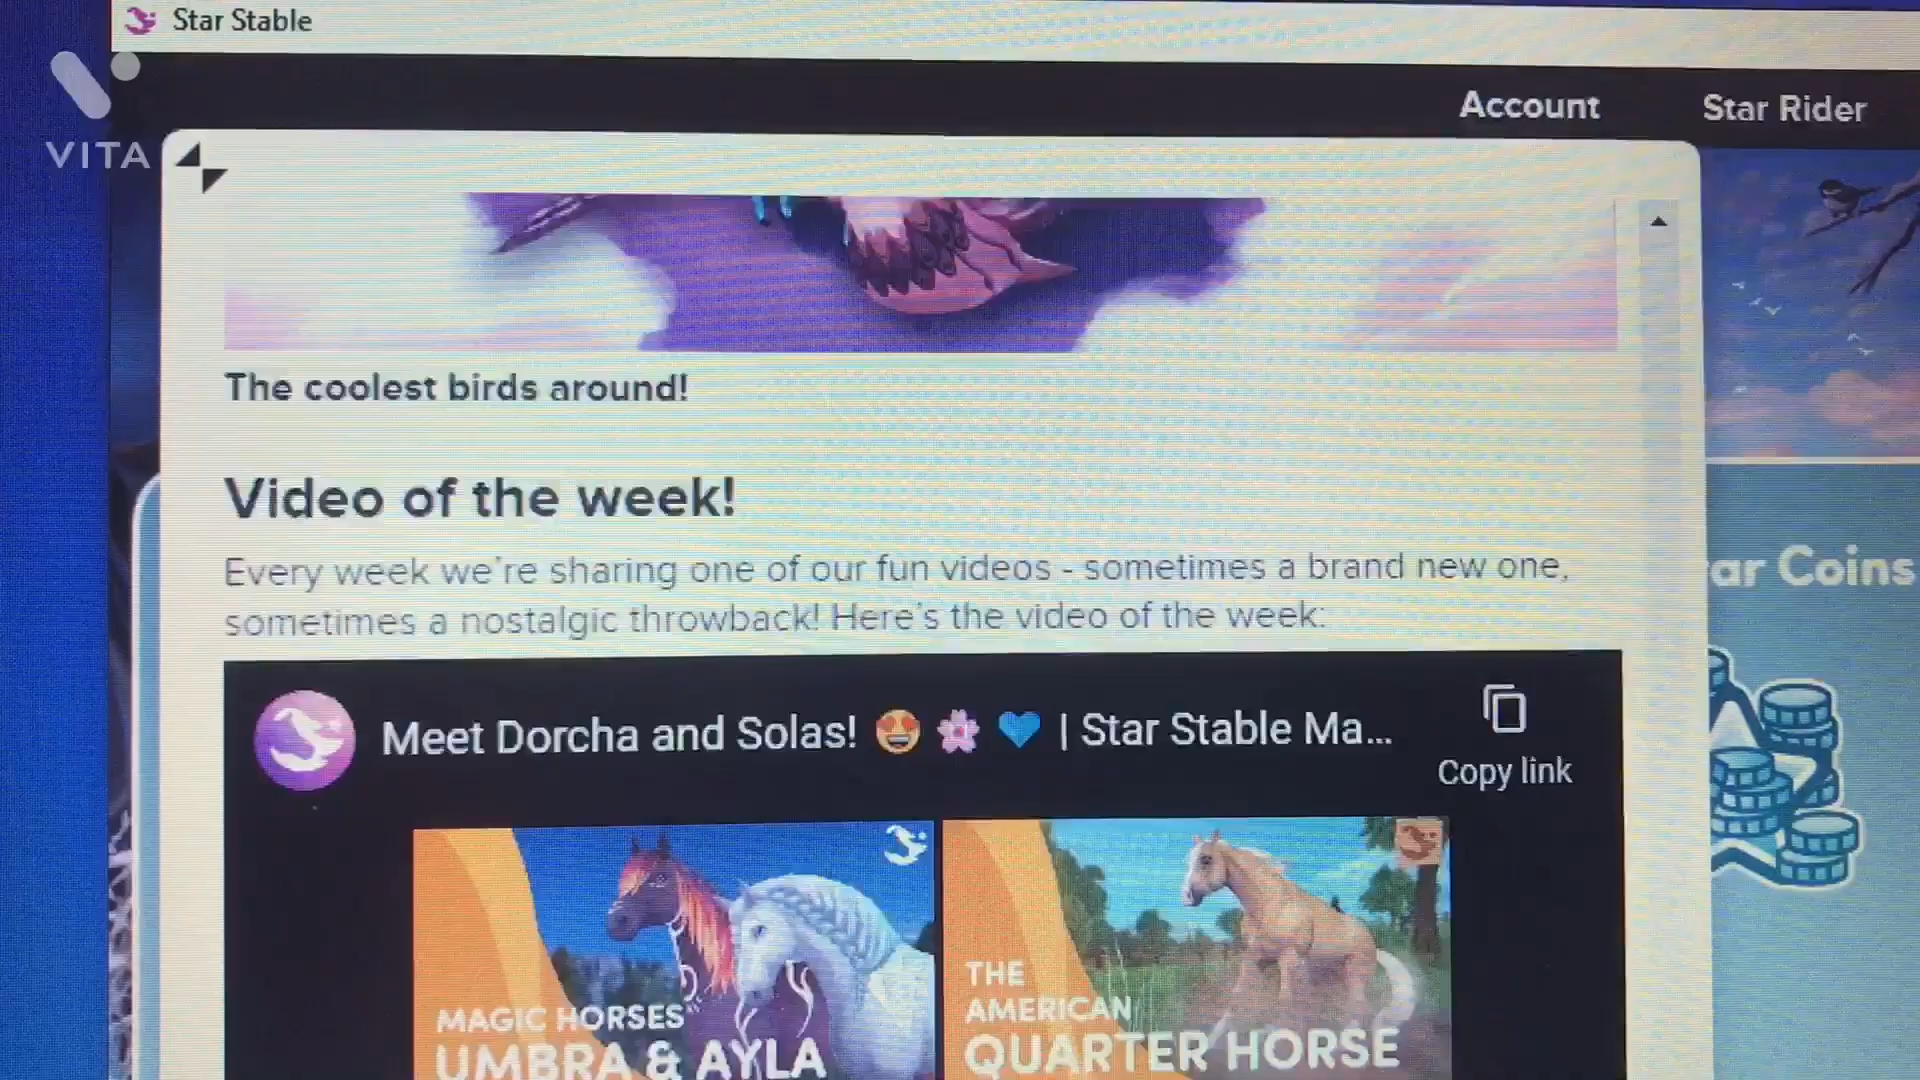 Star Stable
VITA
Account
Star Rider
The coolest birds around!
Video of the week!
Every week we're sharing one of our fun videos - sometimes a brand new one,
sometimes a nostalgic throwback! Here's the video of the week:
ar Coins
Meet Dorcha and Solas! 😍 🌸 💙 | Star Stable Ma...
Copy link
MAGIC HORSES
UMBRA & AYLA
THE
AMERICAN
QUARTER HORSE